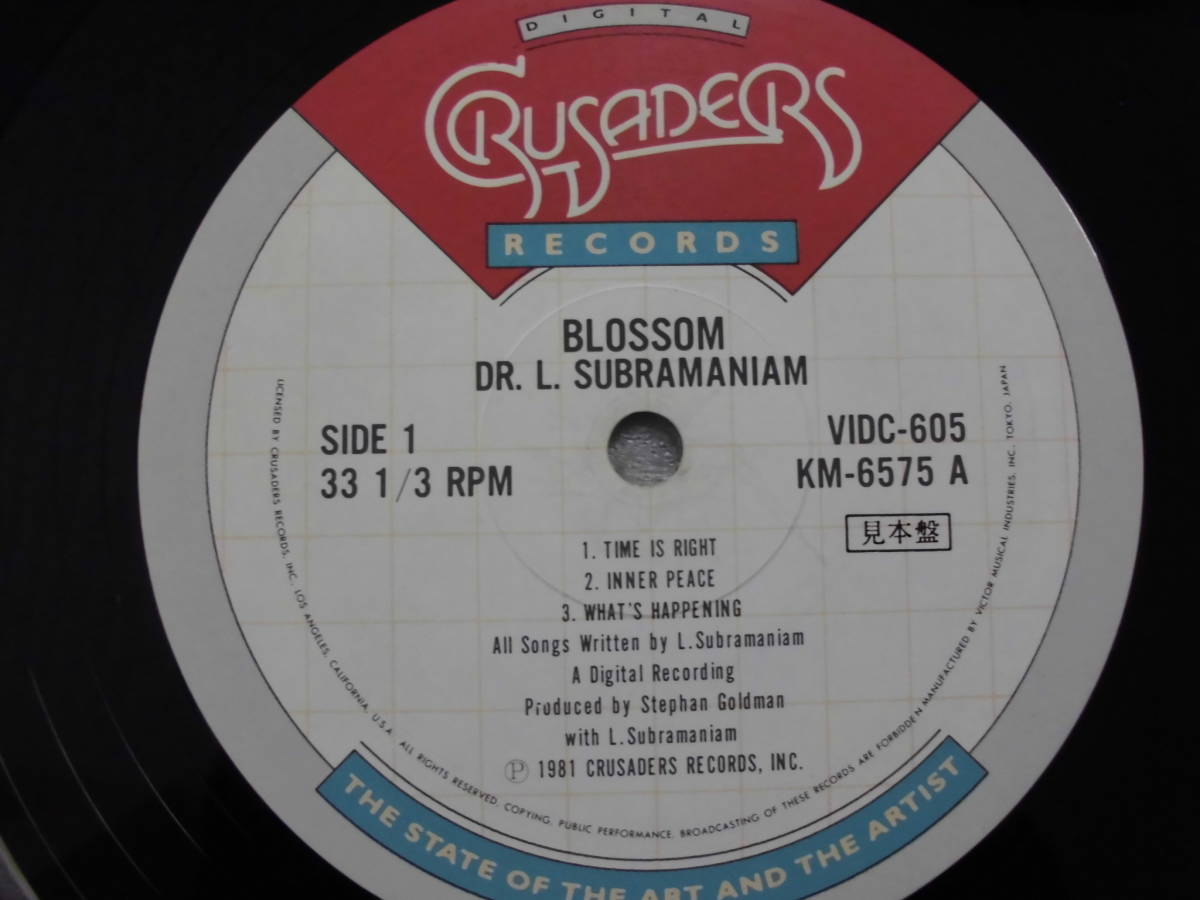 DIGITAL
CRUSADERS
RECORDS
BLOSSOM
DR. L. SUBRAMANIAM
SIDE 1
33 1/3 RPM
VIDC-605
KM-6575 A
見本盤
1. TIME IS RIGHT
2. INNER PEACE
3. WHAT'S HAPPENING
All Songs Written by L.Subramaniam
A Digital Recording
Produced by Stephan Goldman
with L.Subramaniam
Ⓟ 1981 CRUSADERS RECORDS, INC.
LICENSED BY CRUSADERS RECORDS, INC., LOS ANGELES, CALIFORNIA, U.S.A. ALL RIGHTS RESERVED. COPYING, PUBLIC PERFORMANCE, BROADCASTING OF THESE RECORDS ARE FORBIDDEN MANUFACTURED BY VICTOR MUSICAL INDUSTRIES, INC. TOKYO, JAPAN
THE STATE OF THE ART AND THE ARTIST